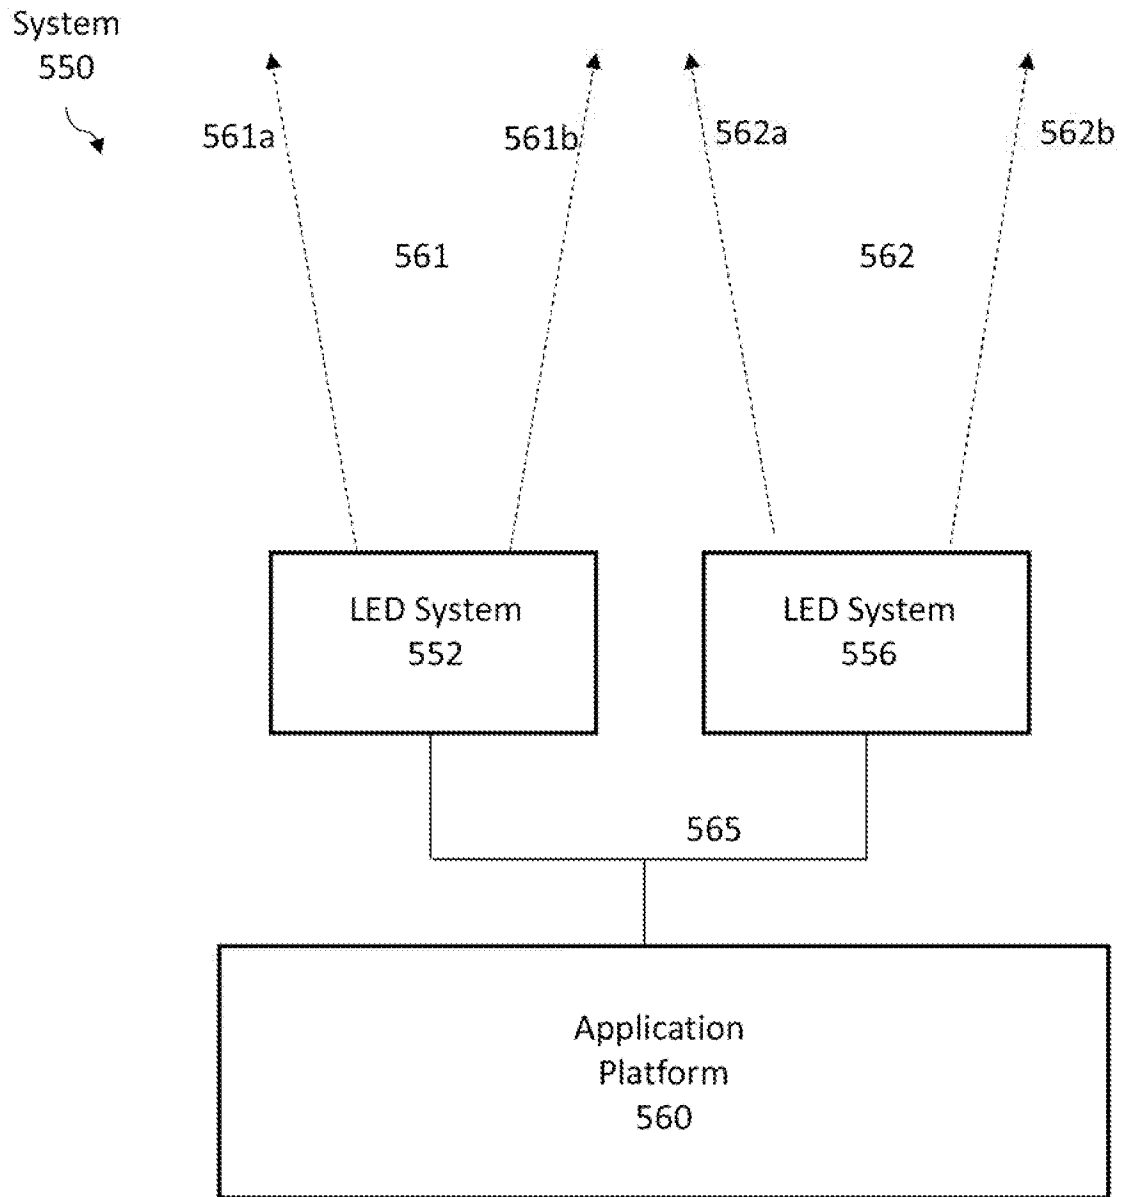 System
550
561a
561b
562a
562b
561
562
LED System
552
LED System
556
565
Application
Platform
560